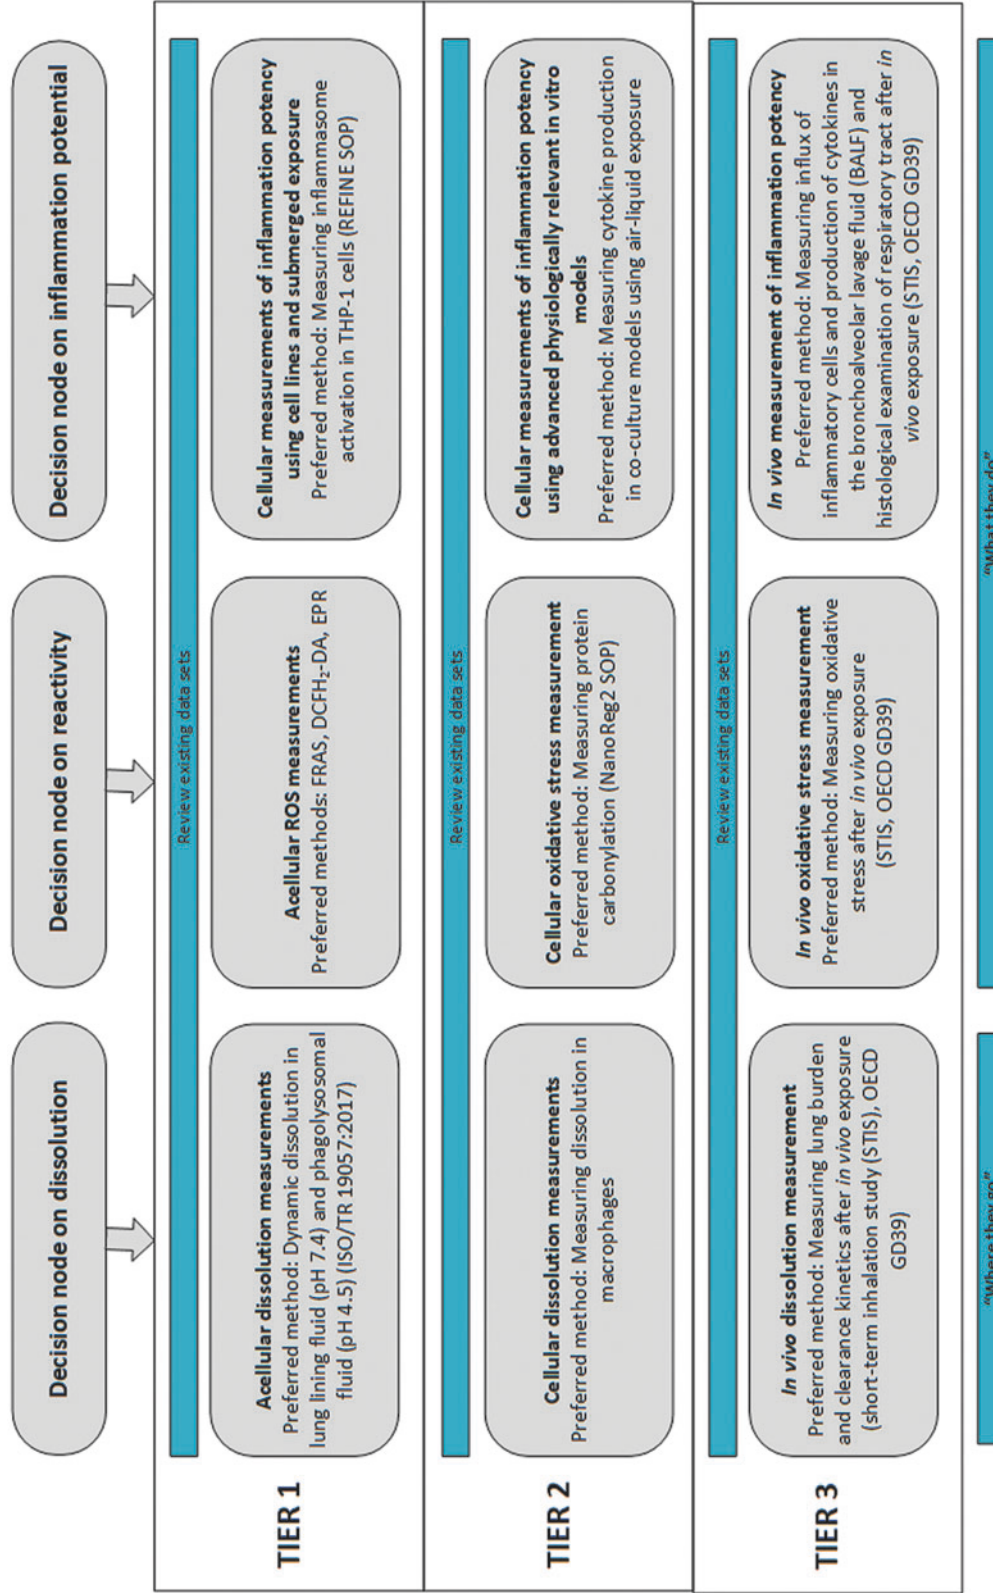 Decision node on dissolution
Decision node on reactivity
Decision node on inflammation potential
TIER 1
Review existing data sets
Acellular dissolution measurements
Preferred method: Dynamic dissolution in
lung lining fluid (pH 7.4) and phagolysosomal
fluid (pH 4.5) (ISO/TR 19057:2017)
Acellular ROS measurements
Preferred methods: FRAS, DCFH₂-DA, EPR
Cellular measurements of inflammation potency
using cell lines and submerged exposure
Preferred method: Measuring inflammasome
activation in THP-1 cells (REFINE SOP)
TIER 2
Review existing data sets
Cellular dissolution measurements
Preferred method: Measuring dissolution in
macrophages
Cellular oxidative stress measurement
Preferred method: Measuring protein
carbonylation (NanoReg2 SOP)
Cellular measurements of inflammation potency
using advanced physiologically relevant in vitro
models
Preferred method: Measuring cytokine production
in co-culture models using air-liquid exposure
TIER 3
Review existing data sets
In vivo dissolution measurement
Preferred method: Measuring lung burden
and clearance kinetics after in vivo exposure
(short-term inhalation study (STIS), OECD
GD39)
In vivo oxidative stress measurement
Preferred method: Measuring oxidative
stress after in vivo exposure
(STIS, OECD GD39)
In vivo measurement of inflammation potency
Preferred method: Measuring influx of
inflammatory cells and production of cytokines in
the bronchoalveolar lavage fluid (BALF) and
histological examination of respiratory tract after in
vivo exposure (STIS, OECD GD39)
"Where they go"
"What they do"